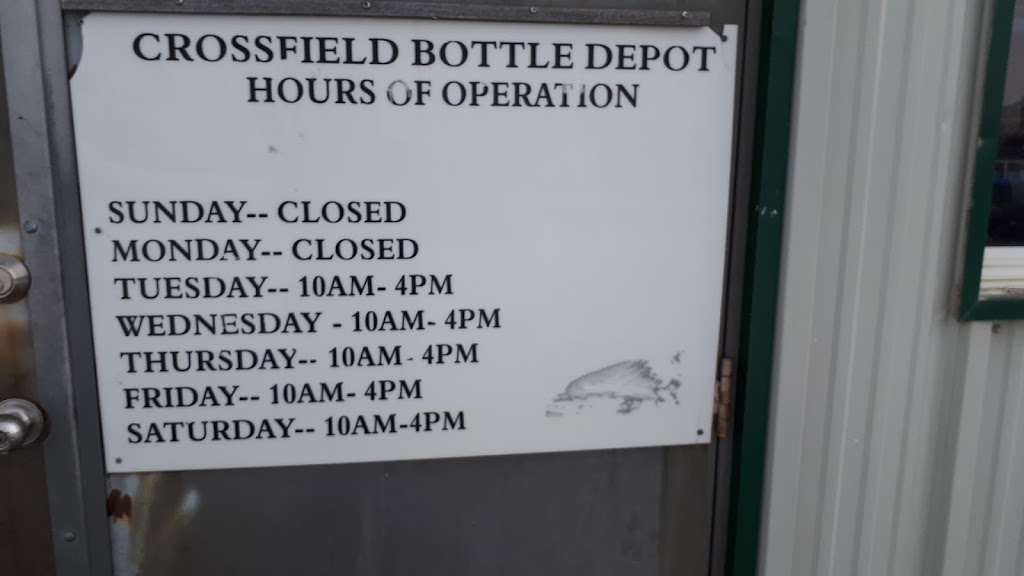 CROSSFIELD BOTTLE DEPOT
HOURS OF OPERATION
SUNDAY-- CLOSED
MONDAY-- CLOSED
TUESDAY-- 10AM- 4PM
WEDNESDAY - 10AM- 4PM
THURSDAY-- 10AM- 4PM
FRIDAY-- 10AM- 4PM
SATURDAY-- 10AM-4PM